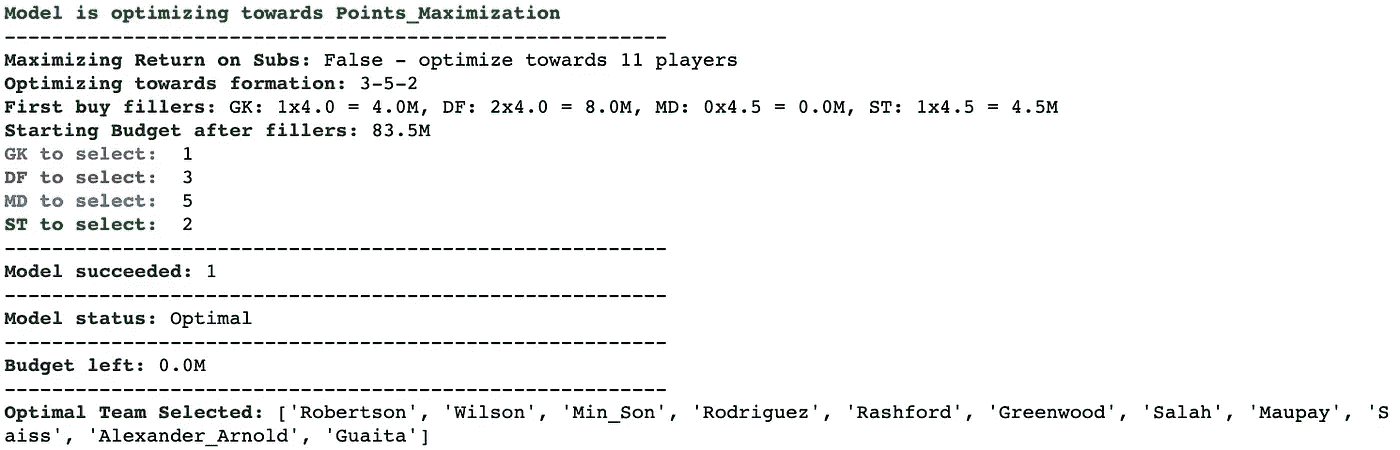 Model is optimizing towards Points_Maximization
--------------------------------------------------------
Maximizing Return on Subs: False - optimize towards 11 players
Optimizing towards formation: 3-5-2
First buy fillers: GK: 1x4.0 = 4.0M, DF: 2x4.0 = 8.0M, MD: 0x4.5 = 0.0M, ST: 1x4.5 = 4.5M
Starting Budget after fillers: 83.5M
GK to select:  1
DF to select:  3
MD to select:  5
ST to select:  2
--------------------------------------------------------
Model succeeded: 1
--------------------------------------------------------
Model status: Optimal
--------------------------------------------------------
Budget left: 0.0M
--------------------------------------------------------
Optimal Team Selected: ['Robertson', 'Wilson', 'Min_Son', 'Rodriguez', 'Rashford', 'Greenwood', 'Salah', 'Maupay', 'S
aiss', 'Alexander_Arnold', 'Guaita']